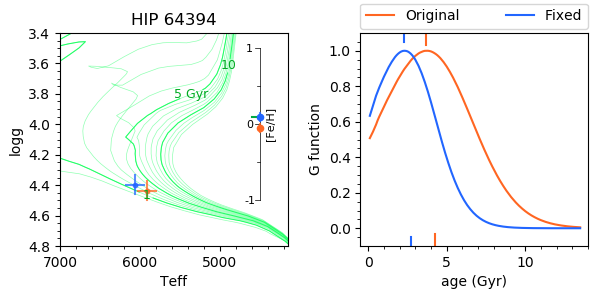 HIP 64394
Original Fixed
3.4
3.6
3.8
4.0
4.2
4.4
4.6
4.8
logg
7000 6000 5000
Teff
10
5 Gyr
1
1
0
-1
[Fe/H]
1.0
0.8
0.6
0.4
0.2
0.0
G function
0 5 10
age (Gyr)